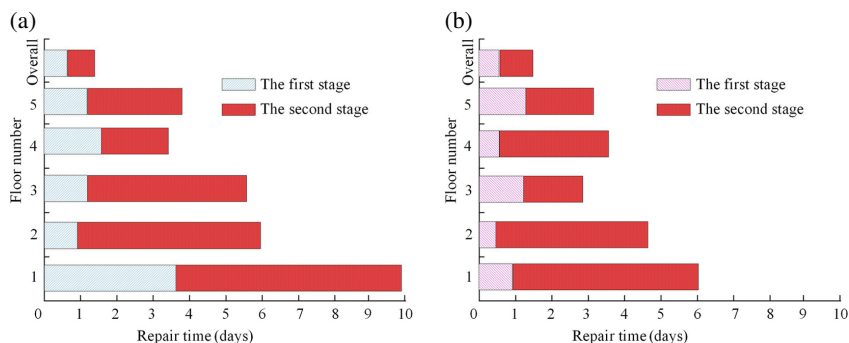 (a)
Overall
5
4
3
2
1
Floor number
The first stage
The second stage
0 1 2 3 4 5 6 7 8 9 10
Repair time (days)
(b)
Overall
5
4
3
2
1
Floor number
The first stage
The second stage
0 1 2 3 4 5 6 7 8 9 10
Repair time (days)